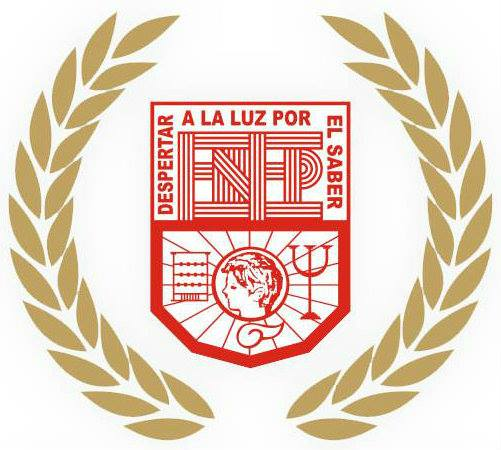 DESPERTAR
A LA LUZ POR
EL SABER
ENP